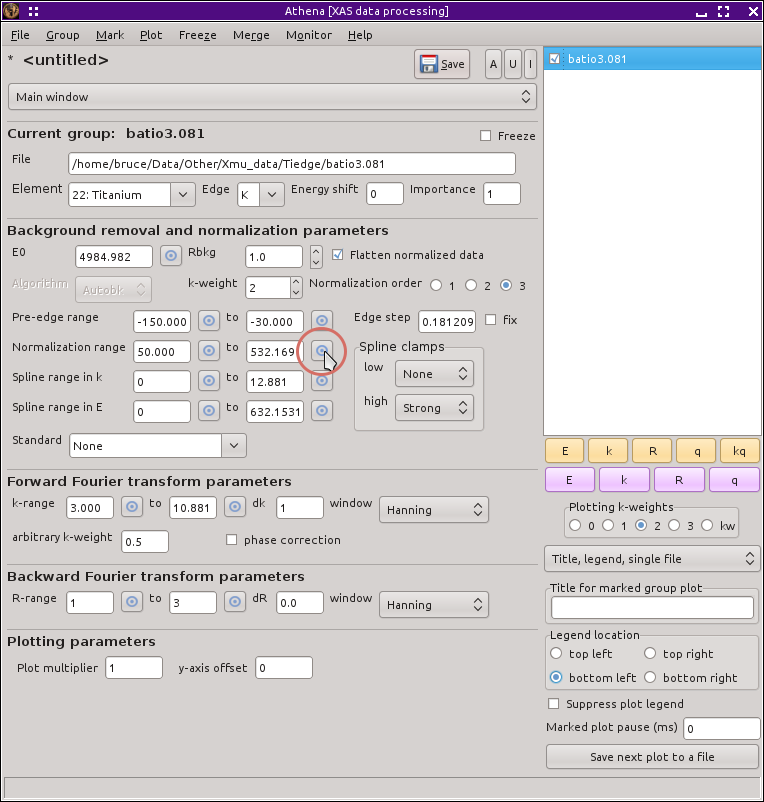 Athena [XAS data processing]
File Group Mark Plot Freeze Merge Monitor Help
* <untitled>
Save
A U I
Main window
Current group: batio3.081
Freeze
File /home/bruce/Data/Other/Xmu_data/Tiedge/batio3.081
Element 22: Titanium Edge K Energy shift 0 Importance 1
Background removal and normalization parameters
E0 4984.982 Rbkg 1.0 Flatten normalized data
Algorithm Autobk k-weight 2 Normalization order 1 2 3
Pre-edge range -150.000 to -30.000 Edge step 0.181209 fix
Normalization range 50.000 to 532.169
Spline clamps
low None
Spline range in k 0 to 12.881
high Strong
Spline range in E 0 to 632.1531
Standard None
Forward Fourier transform parameters
k-range 3.000 to 10.881 dk 1 window Hanning
arbitrary k-weight 0.5 phase correction
Backward Fourier transform parameters
R-range 1 to 3 dR 0.0 window Hanning
Plotting parameters
Plot multiplier 1 y-axis offset 0
batio3.081
E k R q kq
E k R q
Plotting k-weights
0 1 2 3 kw
Title, legend, single file
Title for marked group plot
Legend location
top left top right
bottom left bottom right
Suppress plot legend
Marked plot pause (ms) 0
Save next plot to a file